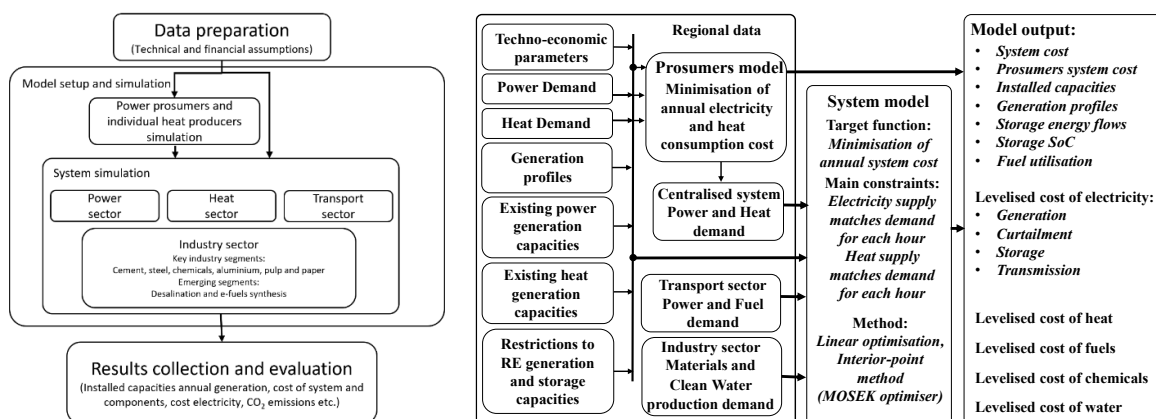 Data preparation
(Technical and financial assumptions)
Model setup and simulation
Power prosumers and
individual heat producers
simulation
System simulation
Power
sector
Heat
sector
Transport
sector
Industry sector
Key industry segments:
Cement, steel, chemicals, aluminium, pulp and paper
Emerging segments:
Desalination and e-fuels synthesis
Results collection and evaluation
(Installed capacities annual generation, cost of system and
components, cost electricity, CO2 emissions etc.)
Techno-economic
parameters
Power Demand
Heat Demand
Generation
profiles
Existing power
generation
capacities
Existing heat
generation
capacities
Restrictions to
RE generation
and storage
capacities
Regional data
Prosumers model
Minimisation of
annual electricity
and heat
consumption cost
Centralised system
Power and Heat
demand
Transport sector
Power and Fuel
demand
Industry sector
Materials and
Clean Water
production demand
System model
Target function:
Minimisation of
annual system cost
Main constraints:
Electricity supply
matches demand
for each hour
Heat supply
matches demand
for each hour
Method:
Linear optimisation,
Interior-point
method
(MOSEK optimiser)
Model output:
• System cost
• Prosumers system cost
• Installed capacities
• Generation profiles
• Storage energy flows
• Storage SoC
• Fuel utilisation
Levelised cost of electricity:
• Generation
• Curtailment
• Storage
• Transmission
Levelised cost of heat
Levelised cost of fuels
Levelised cost of chemicals
Levelised cost of water